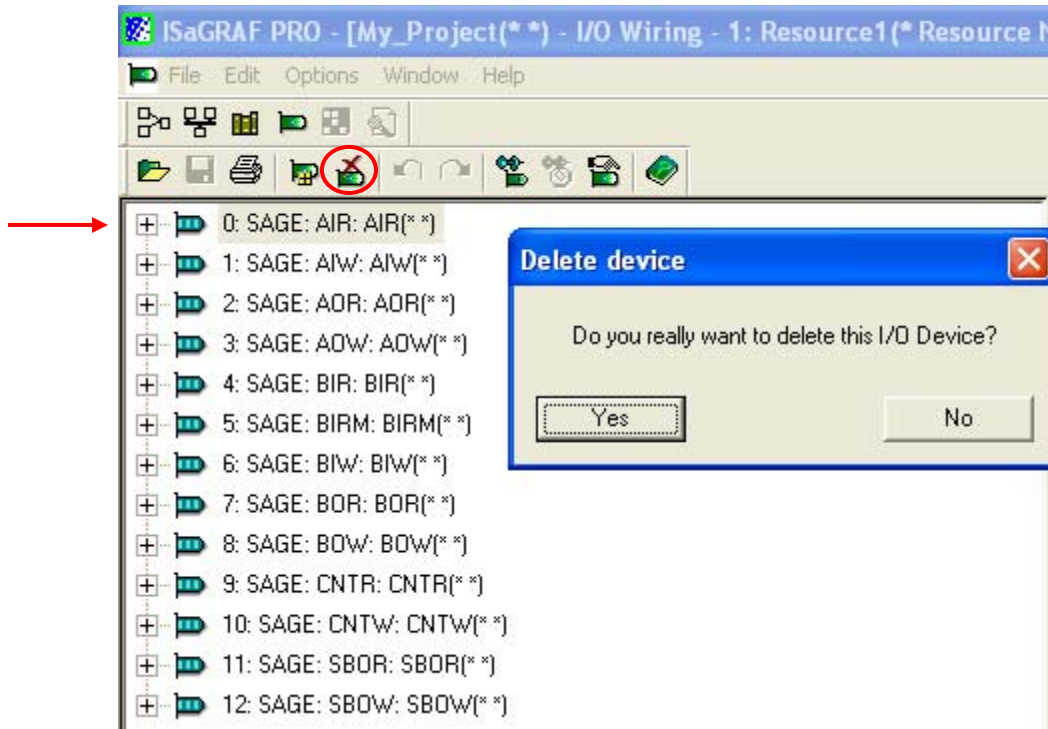 ISaGRAF PRO - [My_Project(* *) - I/O Wiring - 1: Resource1(* Resource N
File Edit Options Window Help
0: SAGE: AIR: AIR(* *)
1: SAGE: AIW: AIW(* *)
2: SAGE: AOR: AOR(* *)
3: SAGE: AOW: AOW(* *)
4: SAGE: BIR: BIR(* *)
5: SAGE: BIRM: BIRM(* *)
6: SAGE: BIW: BIW(* *)
7: SAGE: BOR: BOR(* *)
8: SAGE: BOW: BOW(* *)
9: SAGE: CNTR: CNTR(* *)
10: SAGE: CNTW: CNTW(* *)
11: SAGE: SBOR: SBOR(* *)
12: SAGE: SBOW: SBOW(* *)
Delete device
Do you really want to delete this I/O Device?
Yes No